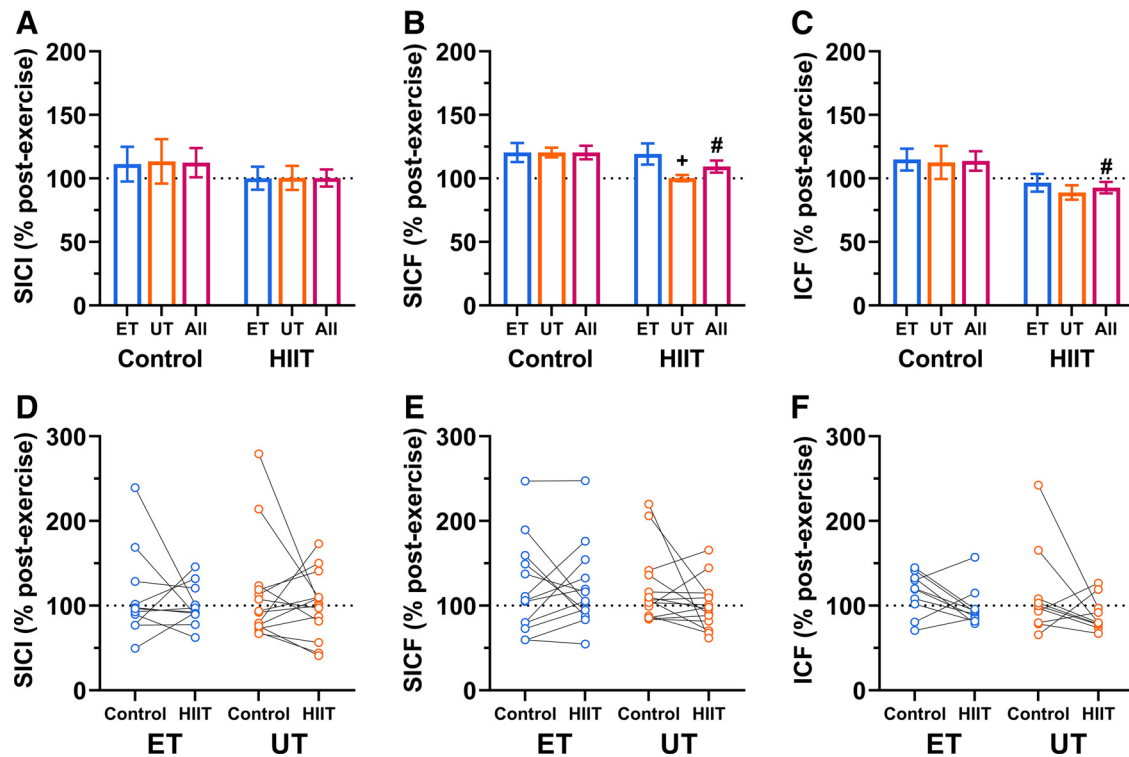 A
SICI (% post-exercise)
200
150
100
50
0
ET UT All ET UT All
Control HIIT
B
SICF (% post-exercise)
200
150
100
50
0
+
#
ET UT All ET UT All
Control HIIT
C
ICF (% post-exercise)
200
150
100
50
0
#
ET UT All ET UT All
Control HIIT
D
SICI (% post-exercise)
300
200
100
0
Control HIIT Control HIIT
ET UT
E
SICF (% post-exercise)
300
200
100
0
Control HIIT Control HIIT
ET UT
F
ICF (% post-exercise)
300
200
100
0
Control HIIT Control HIIT
ET UT